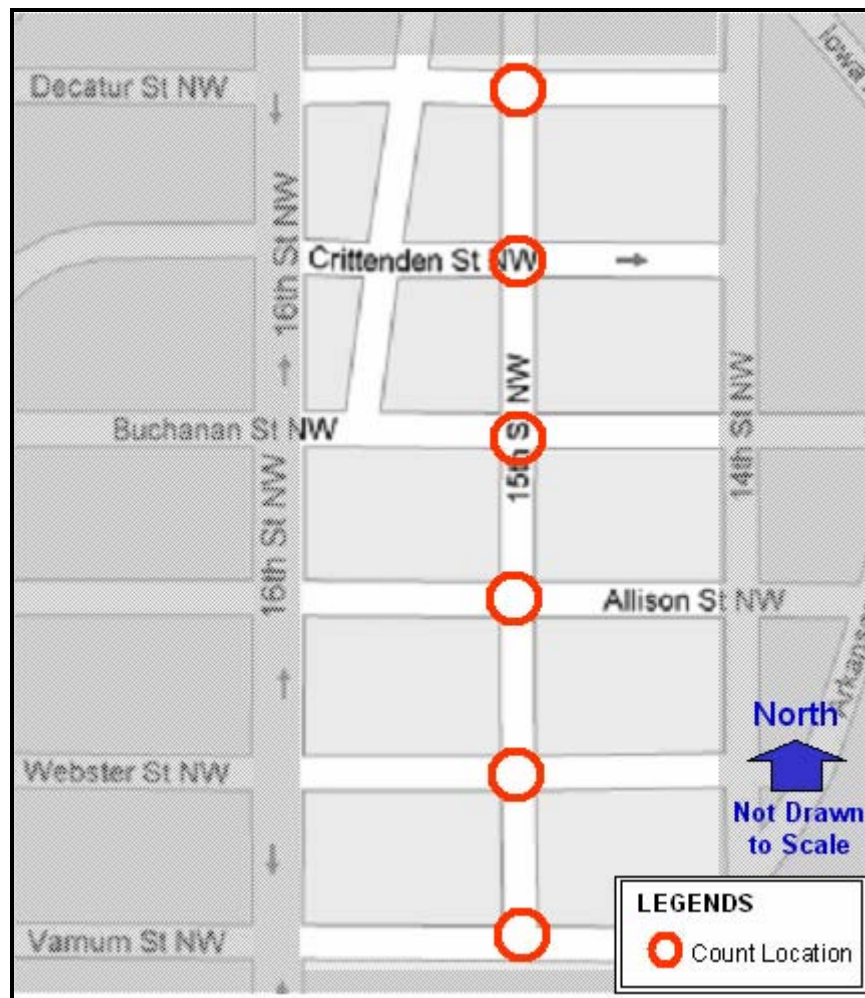 Iowa
Decatur St NW
16th St NW
Crittenden St NW
15th St NW
14th St NW
Buchanan St NW
16th St NW
Allison St NW
Arkansa
North
Webster St NW
Not Drawn
to Scale
LEGENDS
Count Location
Varnum St NW